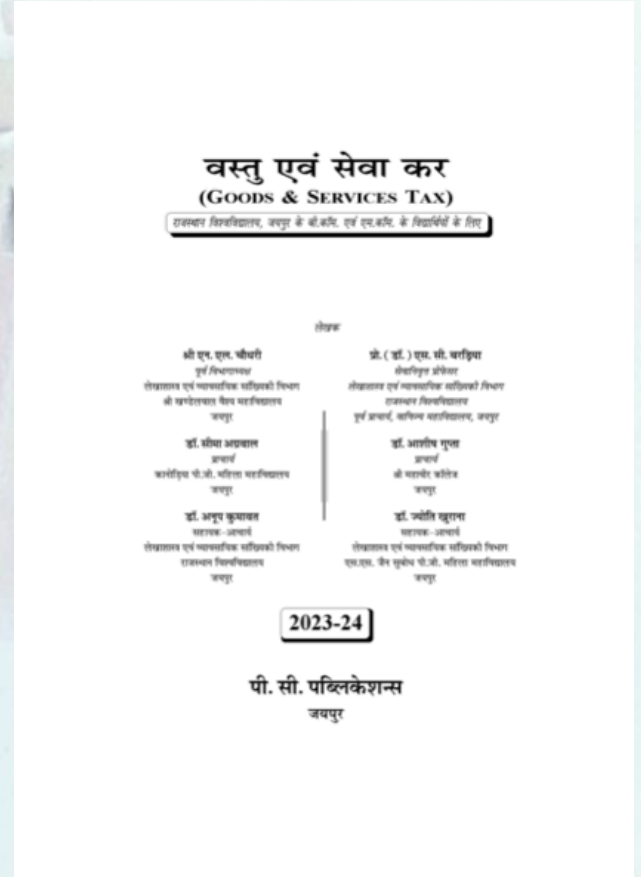 वस्तु एवं सेवा कर
(GOODS & SERVICES TAX)
राजस्थान विश्वविद्यालय, जयपुर के बी.कॉम. एवं एम.कॉम. के विद्यार्थियों के लिए
लेखक
श्री एन. एल. चौधरी
पूर्व विभागाध्यक्ष
लेखाशास्त्र एवं व्यावसायिक सांख्यिकी विभाग
श्री खण्डेलवाल वैश्य महाविद्यालय
जयपुर
डॉ. सीमा अग्रवाल
प्राचार्य
कानोड़िया पी.जी. महिला महाविद्यालय
जयपुर
डॉ. अनूप कुमावत
सहायक-आचार्य
लेखाशास्त्र एवं व्यावसायिक सांख्यिकी विभाग
राजस्थान विश्वविद्यालय
जयपुर
प्रो. ( डॉ. ) एस. सी. बरड़िया
सेवानिवृत्त प्रोफेसर
लेखाशास्त्र एवं व्यावसायिक सांख्यिकी विभाग
राजस्थान विश्वविद्यालय
पूर्व प्राचार्य, वाणिज्य महाविद्यालय, जयपुर
डॉ. आशीष गुप्ता
प्राचार्य
श्री महावीर कॉलेज
जयपुर
डॉ. ज्योति खुराना
सहायक-आचार्य
लेखाशास्त्र एवं व्यावसायिक सांख्यिकी विभाग
एस.एस. जैन सुबोध पी.जी. महिला महाविद्यालय
जयपुर
2023-24
पी. सी. पब्लिकेशन्स
जयपुर